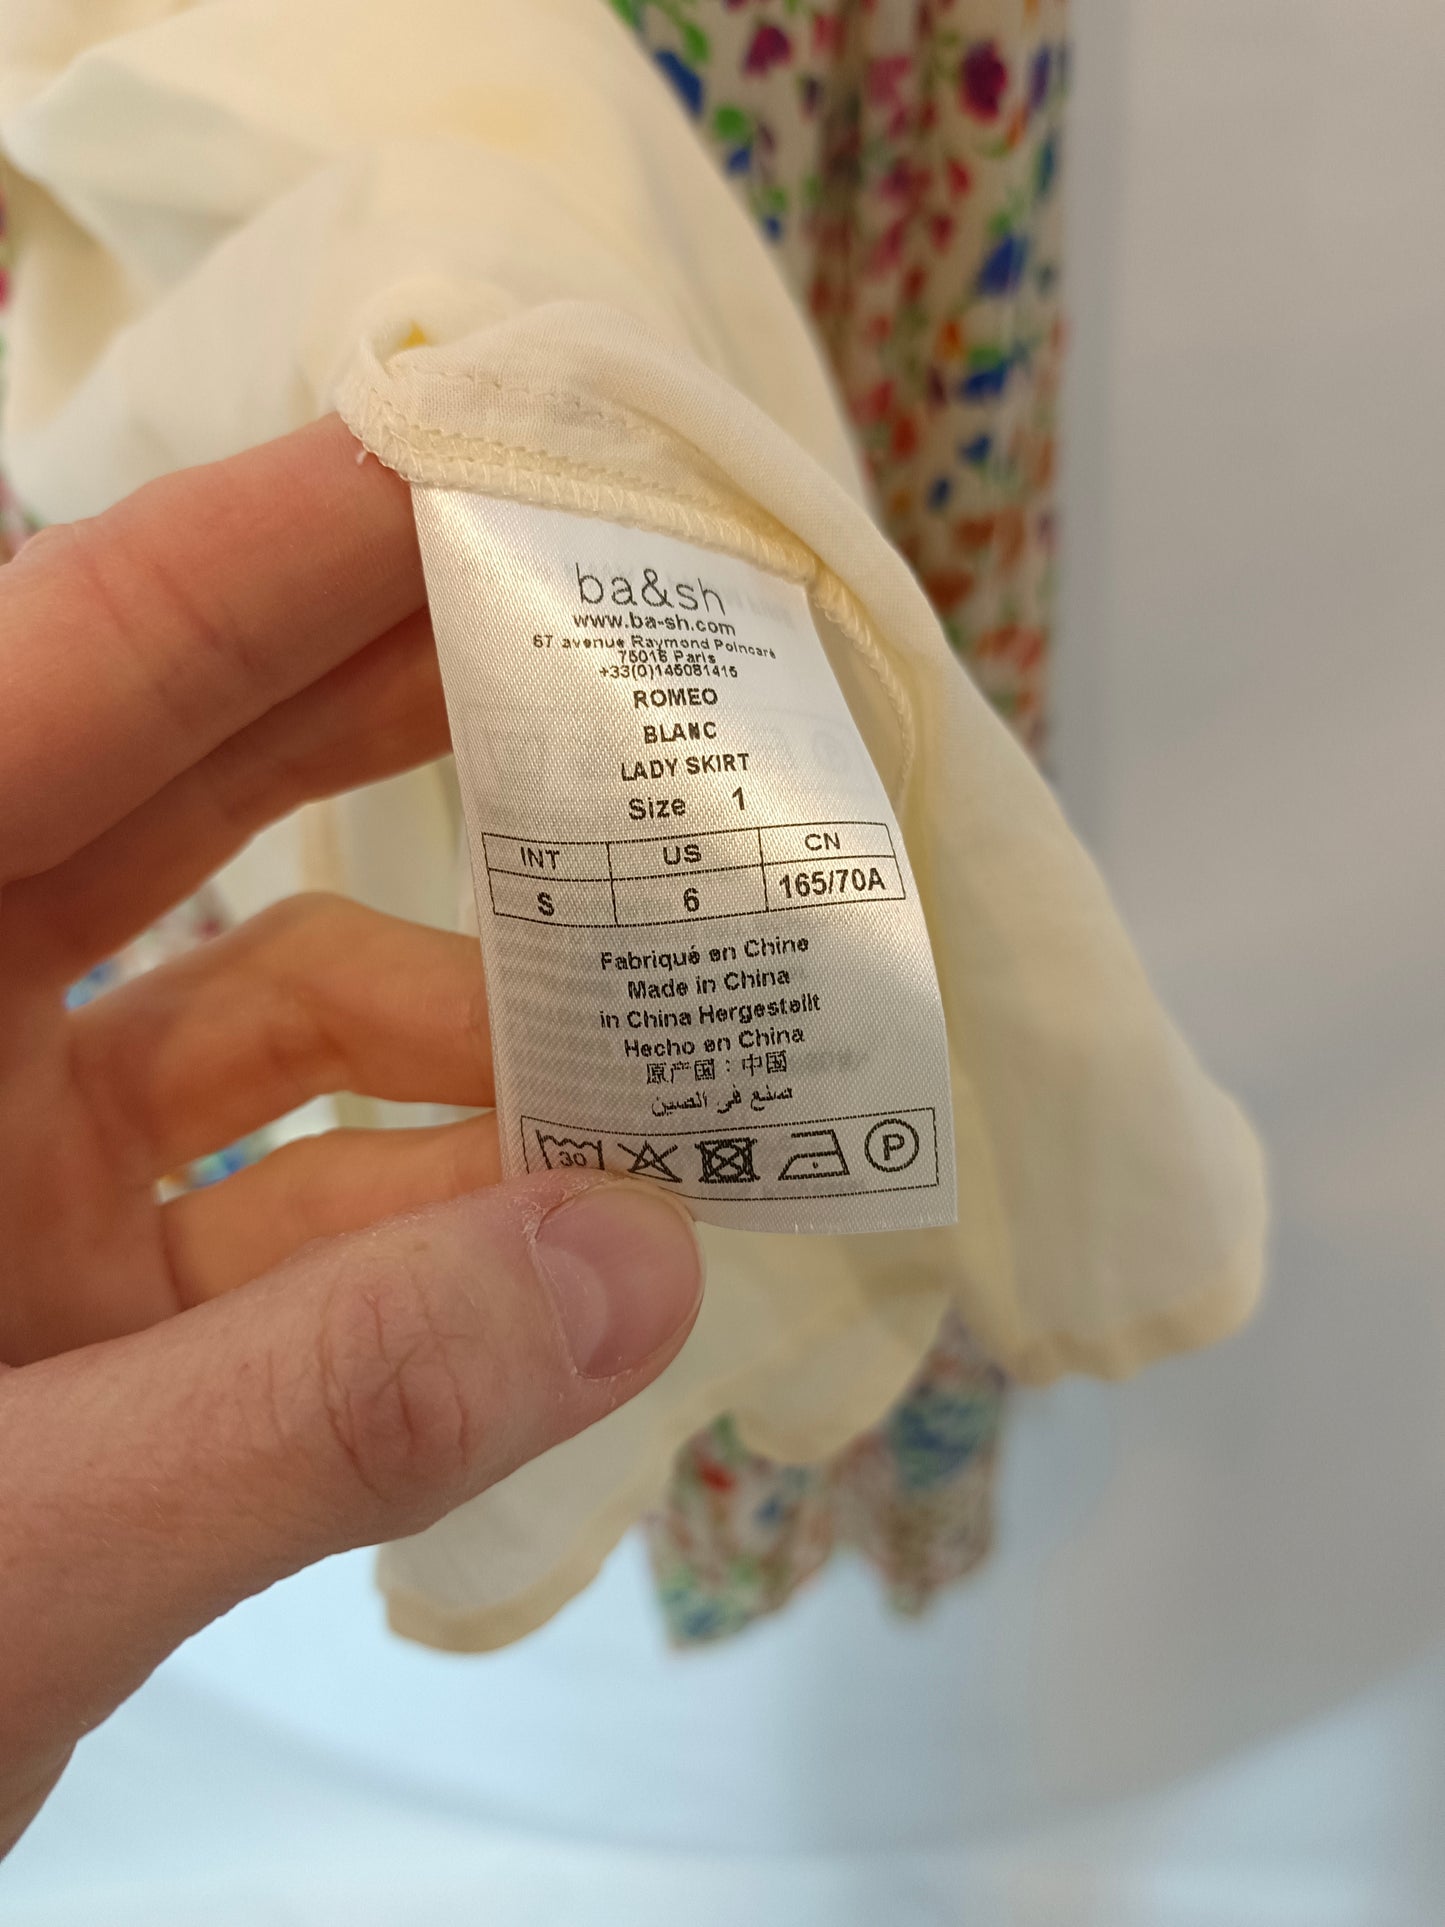 ba&sh
www.ba-sh.com
67 avenue Raymond Poincaré
75016 Paris
+33(0)145081415
ROMEO
BLANC
LADY SKIRT
Size 1
INT US CN
S 6 165/70A
Fabriqué en Chine
Made in China
in China Hergestellt
Hecho en China
原产国：中国
صنع في الصين
30 P